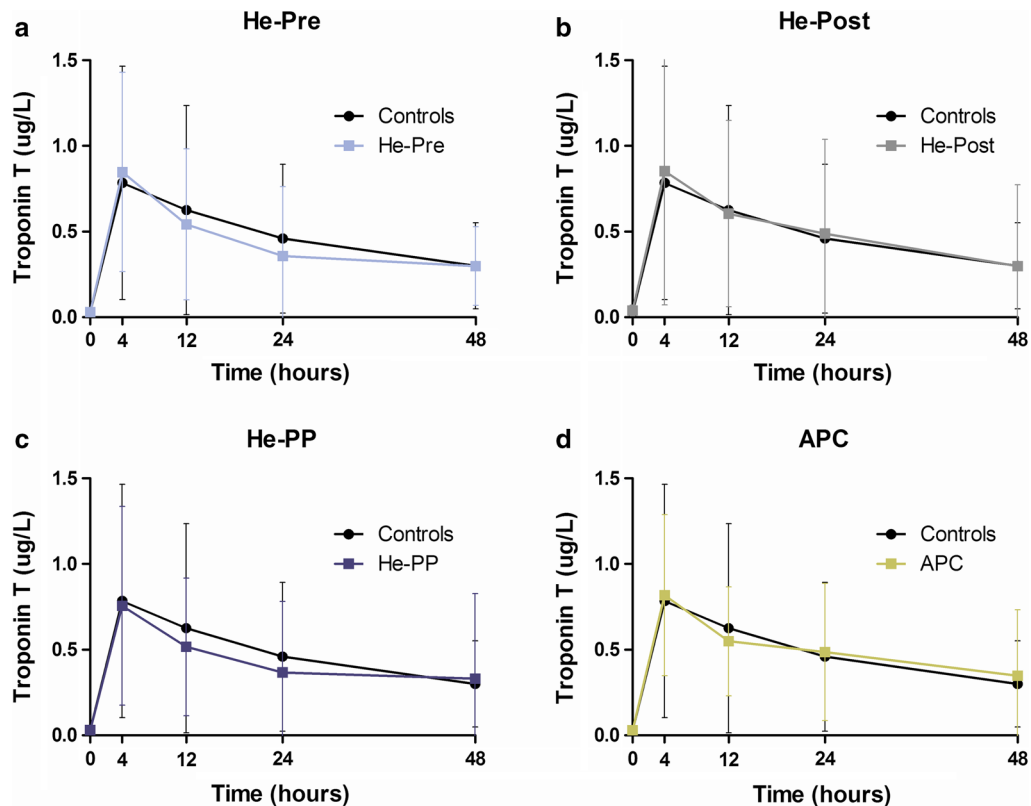 a
He-Pre
Troponin T (ug/L)
1.5
1.0
0.5
0.0
Controls
He-Pre
0 4 12 24 48
Time (hours)
b
He-Post
Troponin T (ug/L)
1.5
1.0
0.5
0.0
Controls
He-Post
0 4 12 24 48
Time (hours)
c
He-PP
Troponin T (ug/L)
1.5
1.0
0.5
0.0
Controls
He-PP
0 4 12 24 48
Time (hours)
d
APC
Troponin T (ug/L)
1.5
1.0
0.5
0.0
Controls
APC
0 4 12 24 48
Time (hours)